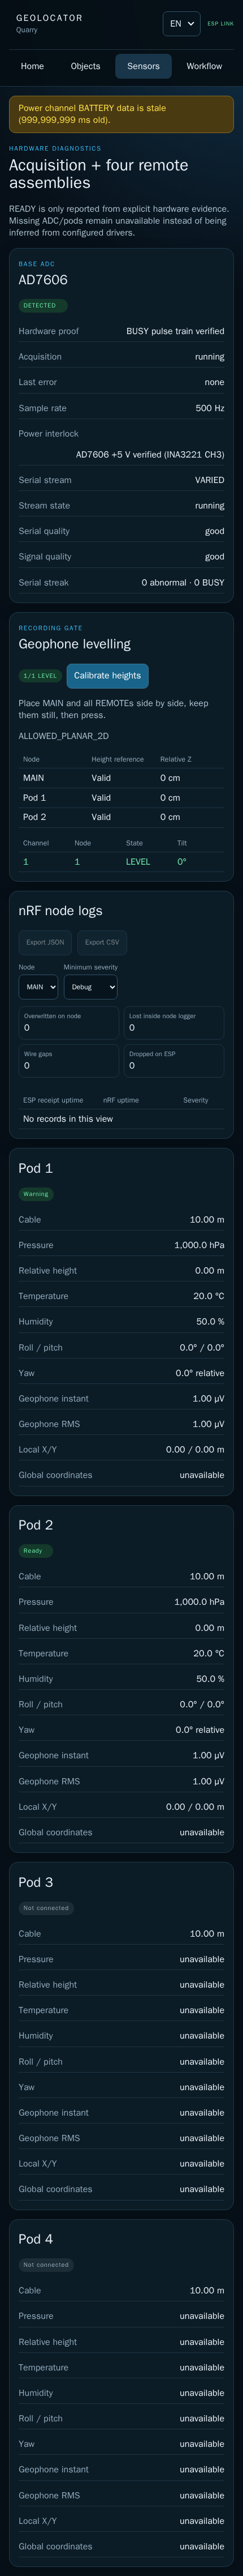 GEOLOCATOR
Quarry
EN
ESP LINK
Home Objects Sensors Workflow
Power channel BATTERY data is stale
(999,999,999 ms old).
HARDWARE DIAGNOSTICS
Acquisition + four remote
assemblies
READY is only reported from explicit hardware evidence.
Missing ADC/pods remain unavailable instead of being
inferred from configured drivers.
BASE ADC
AD7606
DETECTED
Hardware proof BUSY pulse train verified
Acquisition running
Last error none
Sample rate 500 Hz
Power interlock
AD7606 +5 V verified (INA3221 CH3)
Serial stream VARIED
Stream state running
Serial quality good
Signal quality good
Serial streak 0 abnormal · 0 BUSY
RECORDING GATE
Geophone levelling
1/1 LEVEL Calibrate heights
Place MAIN and all REMOTEs side by side, keep
them still, then press.
ALLOWED_PLANAR_2D
Node Height reference Relative Z
MAIN Valid 0 cm
Pod 1 Valid 0 cm
Pod 2 Valid 0 cm
Channel Node State Tilt
1 1 LEVEL 0°
nRF node logs
Export JSON Export CSV
Node Minimum severity
MAIN Debug
Overwritten on node Lost inside node logger
0 0
Wire gaps Dropped on ESP
0 0
ESP receipt uptime nRF uptime Severity
No records in this view
Pod 1
Warning
Cable 10.00 m
Pressure 1,000.0 hPa
Relative height 0.00 m
Temperature 20.0 °C
Humidity 50.0 %
Roll / pitch 0.0° / 0.0°
Yaw 0.0° relative
Geophone instant 1.00 µV
Geophone RMS 1.00 µV
Local X/Y 0.00 / 0.00 m
Global coordinates unavailable
Pod 2
Ready
Cable 10.00 m
Pressure 1,000.0 hPa
Relative height 0.00 m
Temperature 20.0 °C
Humidity 50.0 %
Roll / pitch 0.0° / 0.0°
Yaw 0.0° relative
Geophone instant 1.00 µV
Geophone RMS 1.00 µV
Local X/Y 0.00 / 0.00 m
Global coordinates unavailable
Pod 3
Not connected
Cable 10.00 m
Pressure unavailable
Relative height unavailable
Temperature unavailable
Humidity unavailable
Roll / pitch unavailable
Yaw unavailable
Geophone instant unavailable
Geophone RMS unavailable
Local X/Y unavailable
Global coordinates unavailable
Pod 4
Not connected
Cable 10.00 m
Pressure unavailable
Relative height unavailable
Temperature unavailable
Humidity unavailable
Roll / pitch unavailable
Yaw unavailable
Geophone instant unavailable
Geophone RMS unavailable
Local X/Y unavailable
Global coordinates unavailable